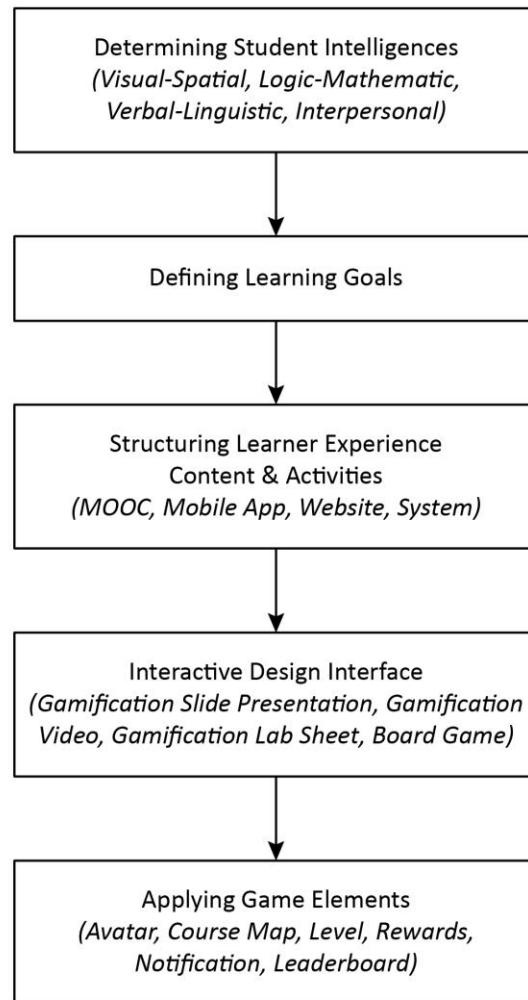 Determining Student Intelligences
(Visual-Spatial, Logic-Mathematic,
Verbal-Linguistic, Interpersonal)
Defining Learning Goals
Structuring Learner Experience
Content & Activities
(MOOC, Mobile App, Website, System)
Interactive Design Interface
(Gamification Slide Presentation, Gamification
Video, Gamification Lab Sheet, Board Game)
Applying Game Elements
(Avatar, Course Map, Level, Rewards,
Notification, Leaderboard)